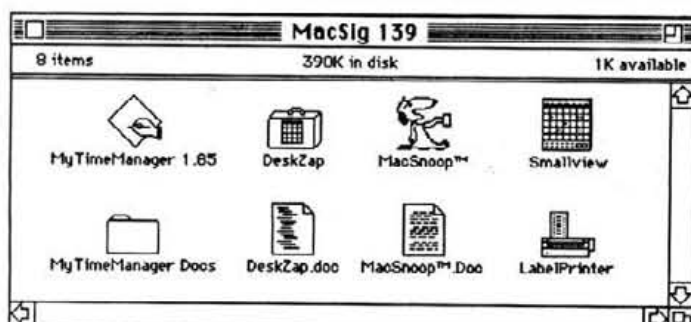 MacSig 139
8 items 390K in disk 1K available
MyTimeManager 1.85 DeskZap MacSnoop™ Smallview
MyTimeManager Docs DeskZap.doc MacSnoop™.Doc LabelPrinter